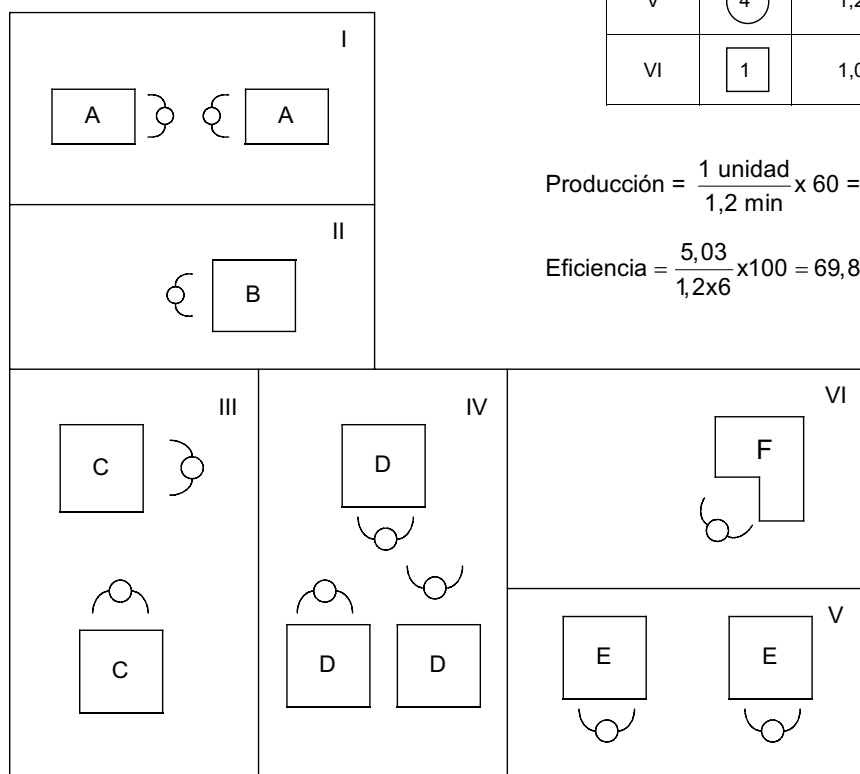 V 4 1,2
VI 1 1,0
Producción = 1 unidad / 1,2 min x 60 =
Eficiencia = 5,03 / 1,2x6 x100 = 69,8
I
A A
II
B
III
C
C
IV
D
D D
VI
F
V
E E